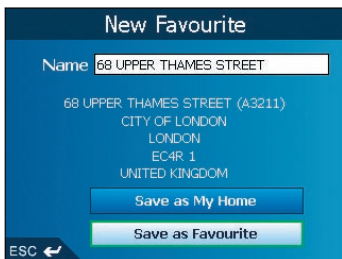 New Favourite
Name 68 UPPER THAMES STREET
68 UPPER THAMES STREET (A3211)
CITY OF LONDON
LONDON
EC4R 1
UNITED KINGDOM
Save as My Home
Save as Favourite
ESC